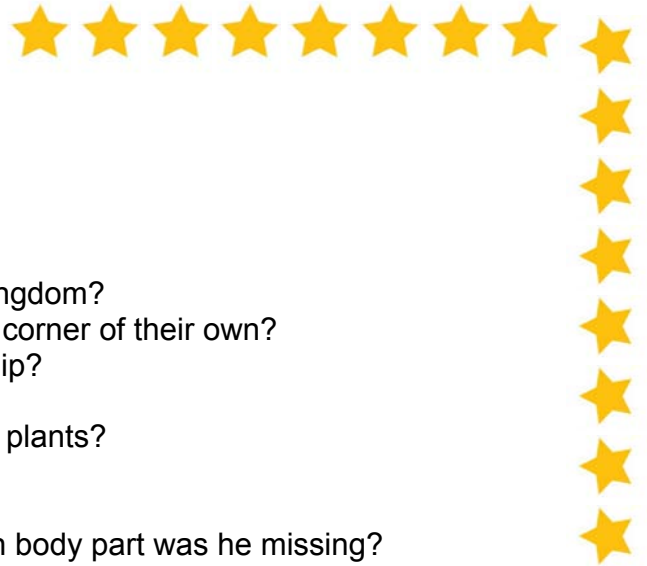 ngdom?
corner of their own?
ip?
plants?
body part was he missing?